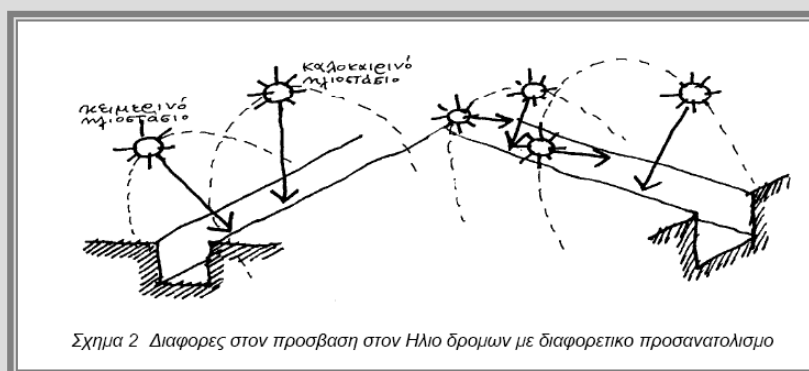 καλοκαιρινό
ηλιοστάσιο
χειμερινό
ηλιοστάσιο
Σχημα 2 Διαφορες στον προσβαση στον Ηλιο δρομων με διαφορετικο προσανατολισμο